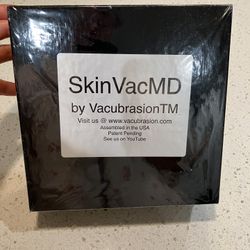 SkinVacMD
by VacubrasionTM
Visit us @ www.vacubrasion.com
Assembled in the USA
Patent Pending
See us on YouTube